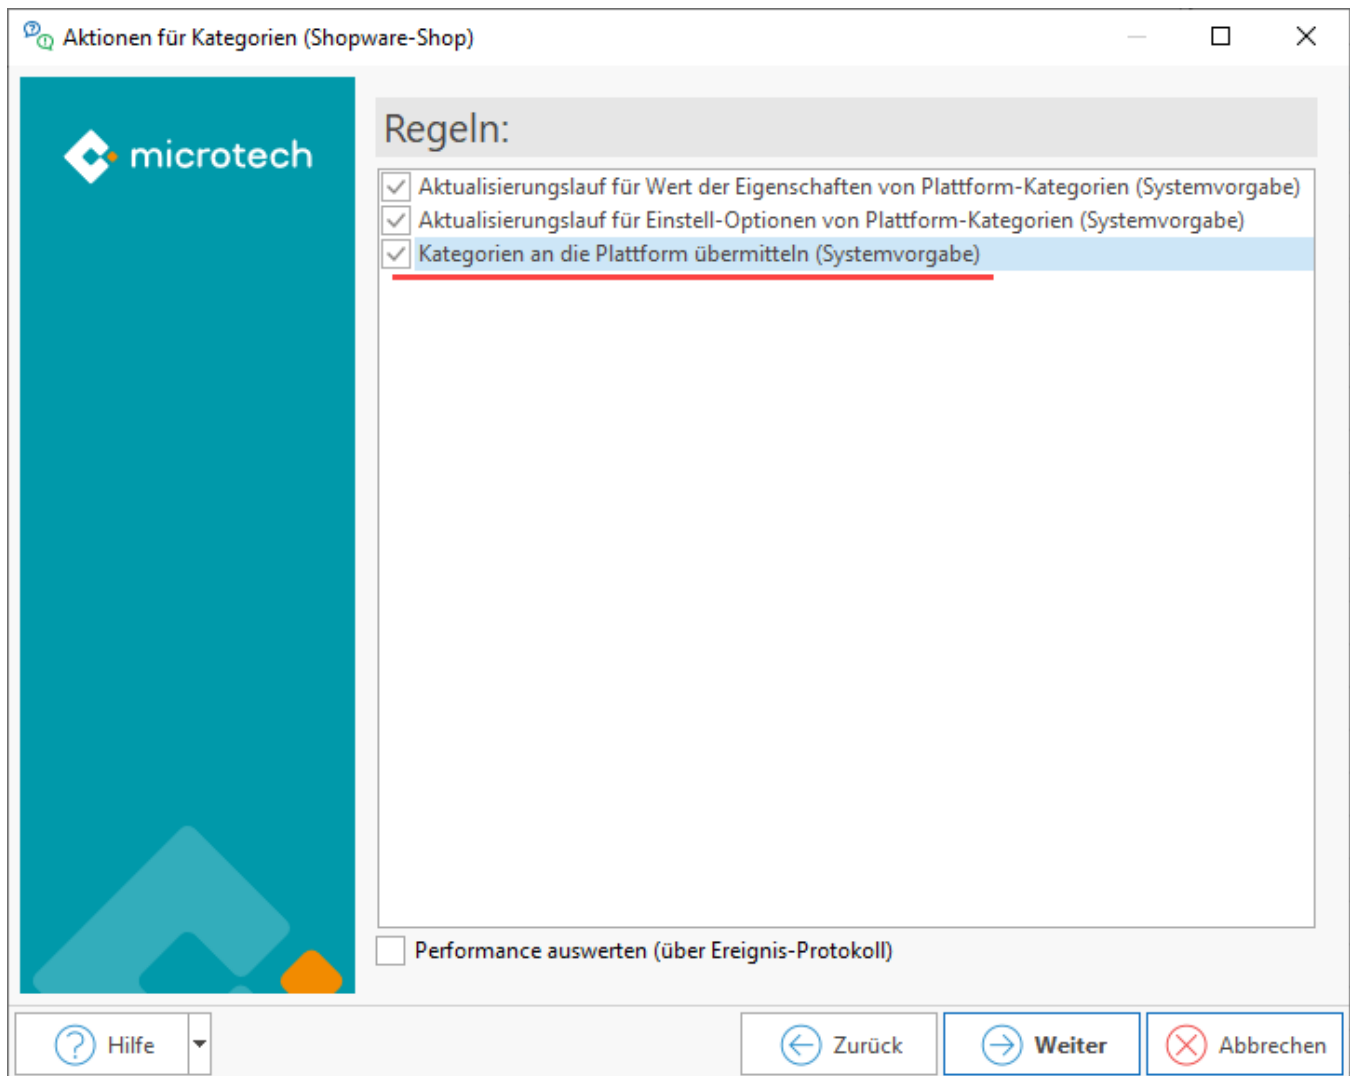 Aktionen für Kategorien (Shopware-Shop)
microtech
Regeln:
Aktualisierungslauf für Wert der Eigenschaften von Plattform-Kategorien (Systemvorgabe)
Aktualisierungslauf für Einstell-Optionen von Plattform-Kategorien (Systemvorgabe)
Kategorien an die Plattform übermitteln (Systemvorgabe)
Performance auswerten (über Ereignis-Protokoll)
Hilfe
Zurück
Weiter
Abbrechen